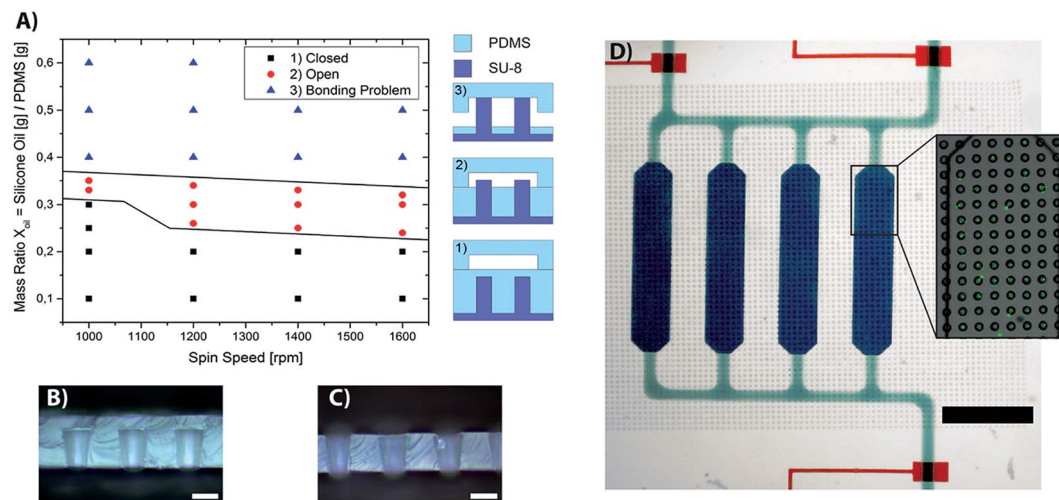 A)
Mass Ratio X_oil = Silicone Oil [g] / PDMS [g]
0,6
0,5
0,4
0,3
0,2
0,1
1000 1100 1200 1300 1400 1500 1600
Spin Speed [rpm]
1) Closed
2) Open
3) Bonding Problem
PDMS
SU-8
3)
2)
1)
B)
C)
D)